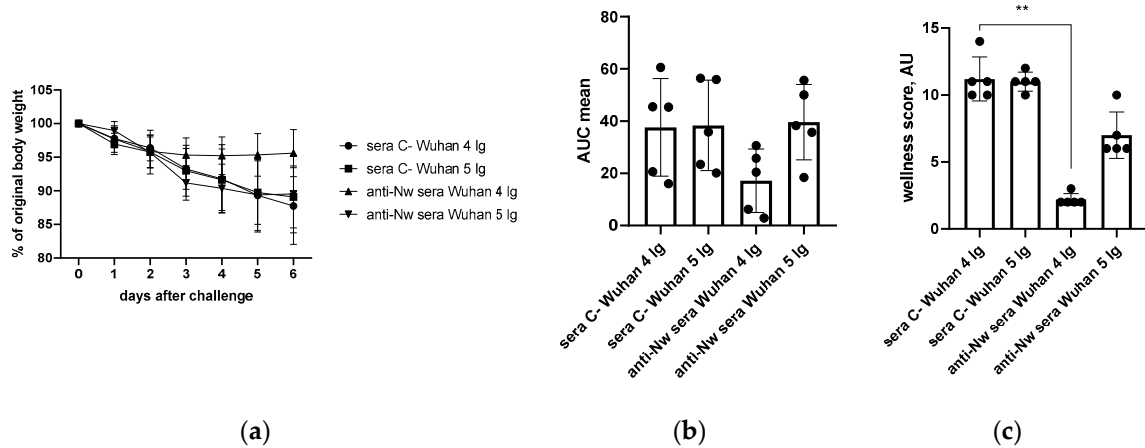 % of original body weight
105
100
95
90
85
80
0 1 2 3 4 5 6
days after challenge
sera C- Wuhan 4 lg
sera C- Wuhan 5 lg
anti-Nw sera Wuhan 4 lg
anti-Nw sera Wuhan 5 lg
(a)
AUC mean
80
60
40
20
0
sera C- Wuhan 4 lg
sera C- Wuhan 5 lg
anti-Nw sera Wuhan 4 lg
anti-Nw sera Wuhan 5 lg
(b)
wellness score, AU
15
10
5
0
**
sera C- Wuhan 4 lg
sera C- Wuhan 5 lg
anti-Nw sera Wuhan 4 lg
anti-Nw sera Wuhan 5 lg
(c)